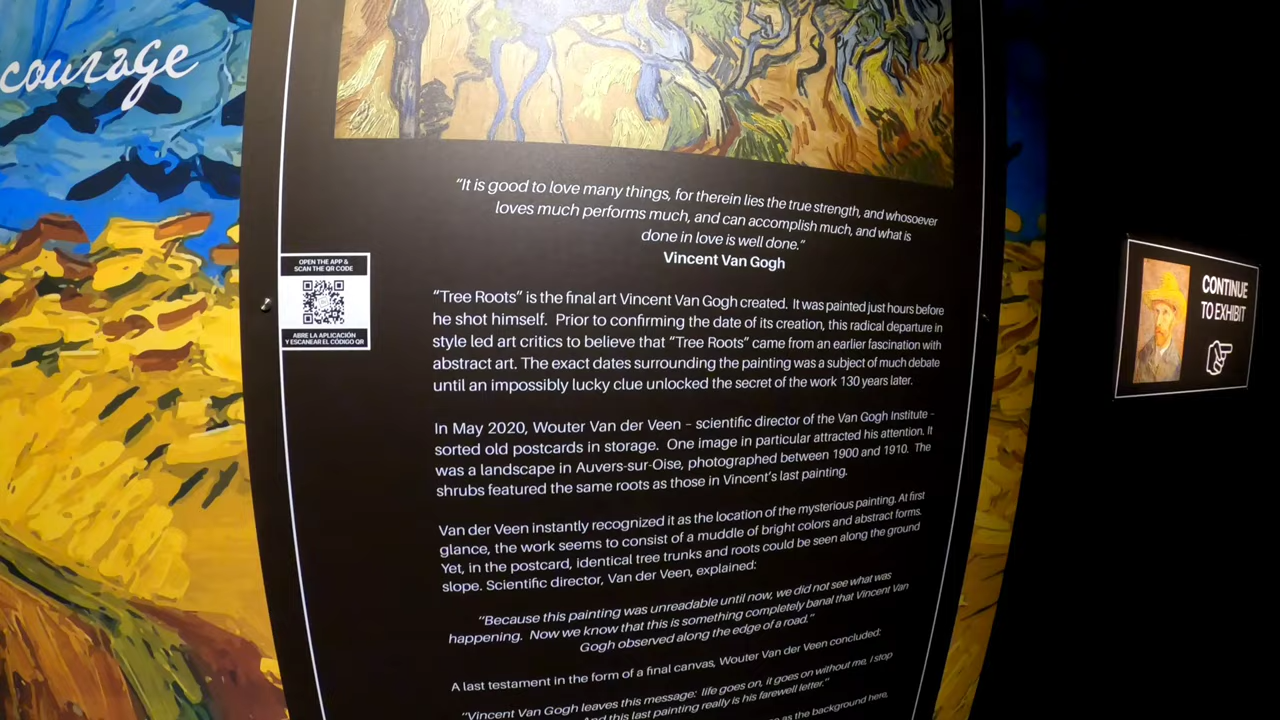 courage
"It is good to love many things, for therein lies the true strength, and whosoever
loves much performs much, and can accomplish much, and what is
done in love is well done."
Vincent Van Gogh
OPEN THE APP &
SCAN THE QR CODE
ABRE LA APLICACIÓN
Y ESCANEAR EL CÓDIGO QR
"Tree Roots" is the final art Vincent Van Gogh created. It was painted just hours before
he shot himself. Prior to confirming the date of its creation, this radical departure in
style led art critics to believe that "Tree Roots" came from an earlier fascination with
abstract art. The exact dates surrounding the painting was a subject of much debate
until an impossibly lucky clue unlocked the secret of the work 130 years later.
In May 2020, Wouter Van der Veen – scientific director of the Van Gogh Institute –
sorted old postcards in storage. One image in particular attracted his attention. It
was a landscape in Auvers-sur-Oise, photographed between 1900 and 1910. The
shrubs featured the same roots as those in Vincent's last painting.
Van der Veen instantly recognized it as the location of the mysterious painting. At first
glance, the work seems to consist of a muddle of bright colors and abstract forms.
Yet, in the postcard, identical tree trunks and roots could be seen along the ground
slope. Scientific director, Van der Veen, explained:
"Because this painting was unreadable until now, we did not see what was
happening. Now we know that this is something completely banal that Vincent Van
Gogh observed along the edge of a road."
A last testament in the form of a final canvas, Wouter Van der Veen concluded:
"Vincent Van Gogh leaves this message: life goes on, it goes on without me, I stop
And this last painting really is his farewell letter."
as the background here,
CONTINUE
TO EXHIBIT